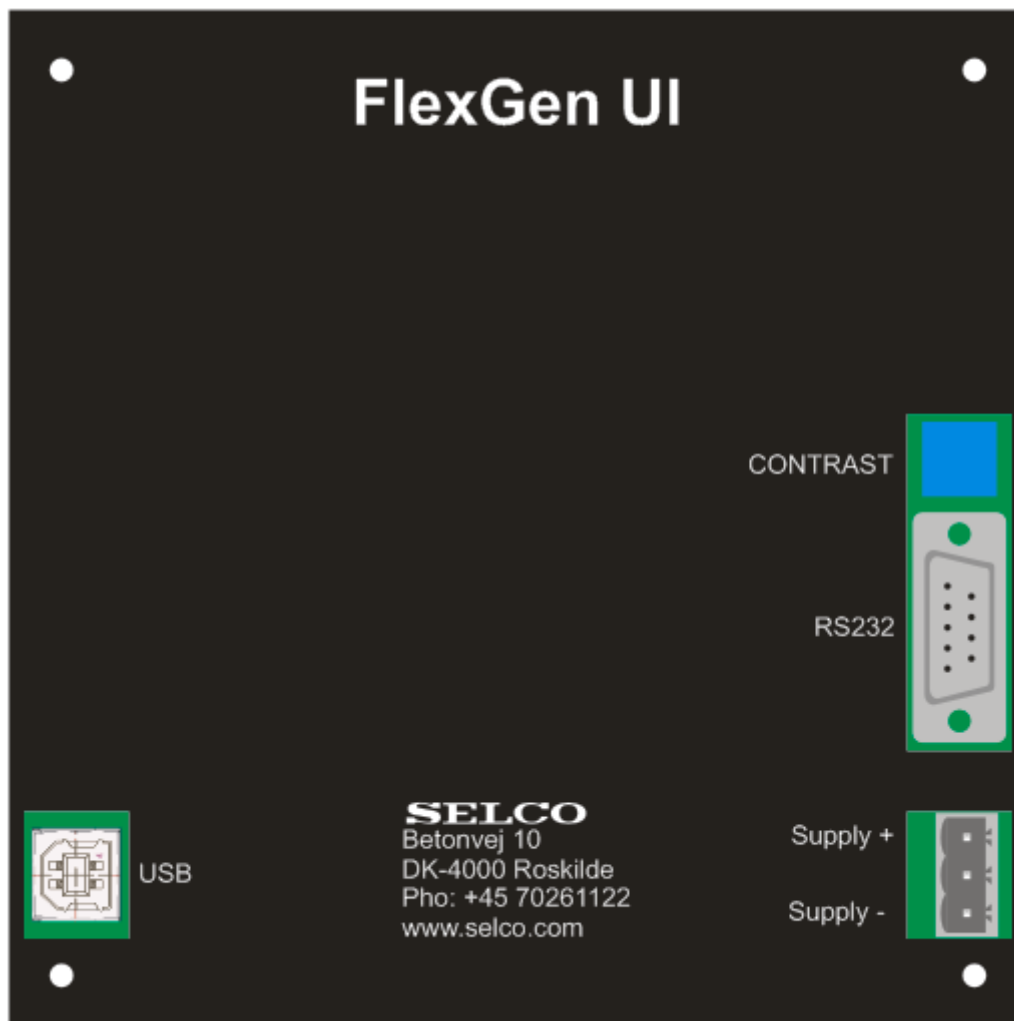 FlexGen UI
CONTRAST
RS232
SELCO
Betonvej 10
DK-4000 Roskilde
Pho: +45 70261122
www.selco.com
USB
Supply +
Supply -